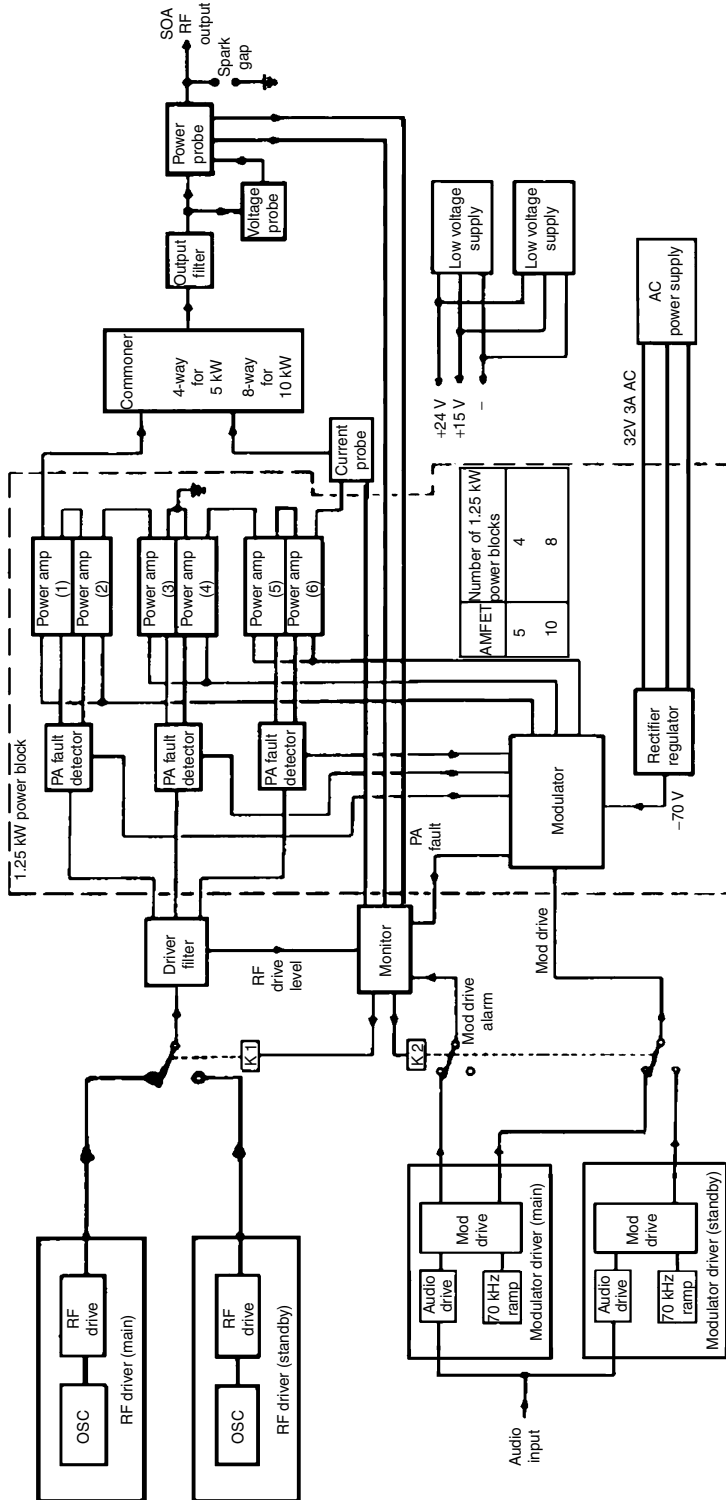 OSC
RF
drive
RF driver (main)
OSC
RF
drive
RF driver (standby)
Audio
input
Audio
drive
70 kHz
ramp
Mod
drive
Modulator driver (main)
Audio
drive
70 kHz
ramp
Mod
drive
Modulator driver (standby)
K1
K2
Mod drive
alarm
Mod drive
Driver
filter
RF
drive
level
Monitor
PA
fault
1.25 kW power block
PA fault
detector
PA fault
detector
PA fault
detector
Modulator
–70 V
Rectifier
regulator
Power amp
(1)
Power amp
(2)
Power amp
(3)
Power amp
(4)
Power amp
(5)
Power amp
(6)
AMFET
Number of 1.25 kW
power blocks
5
4
10
8
Current
probe
32V 3A AC
AC
power supply
Commoner
4-way
for
5 kW
8-way
for
10 kW
+24 V
+15 V
–
Low voltage
supply
Low voltage
supply
Output
filter
Voltage
probe
Power
probe
Spark
gap
SOA
RF
output